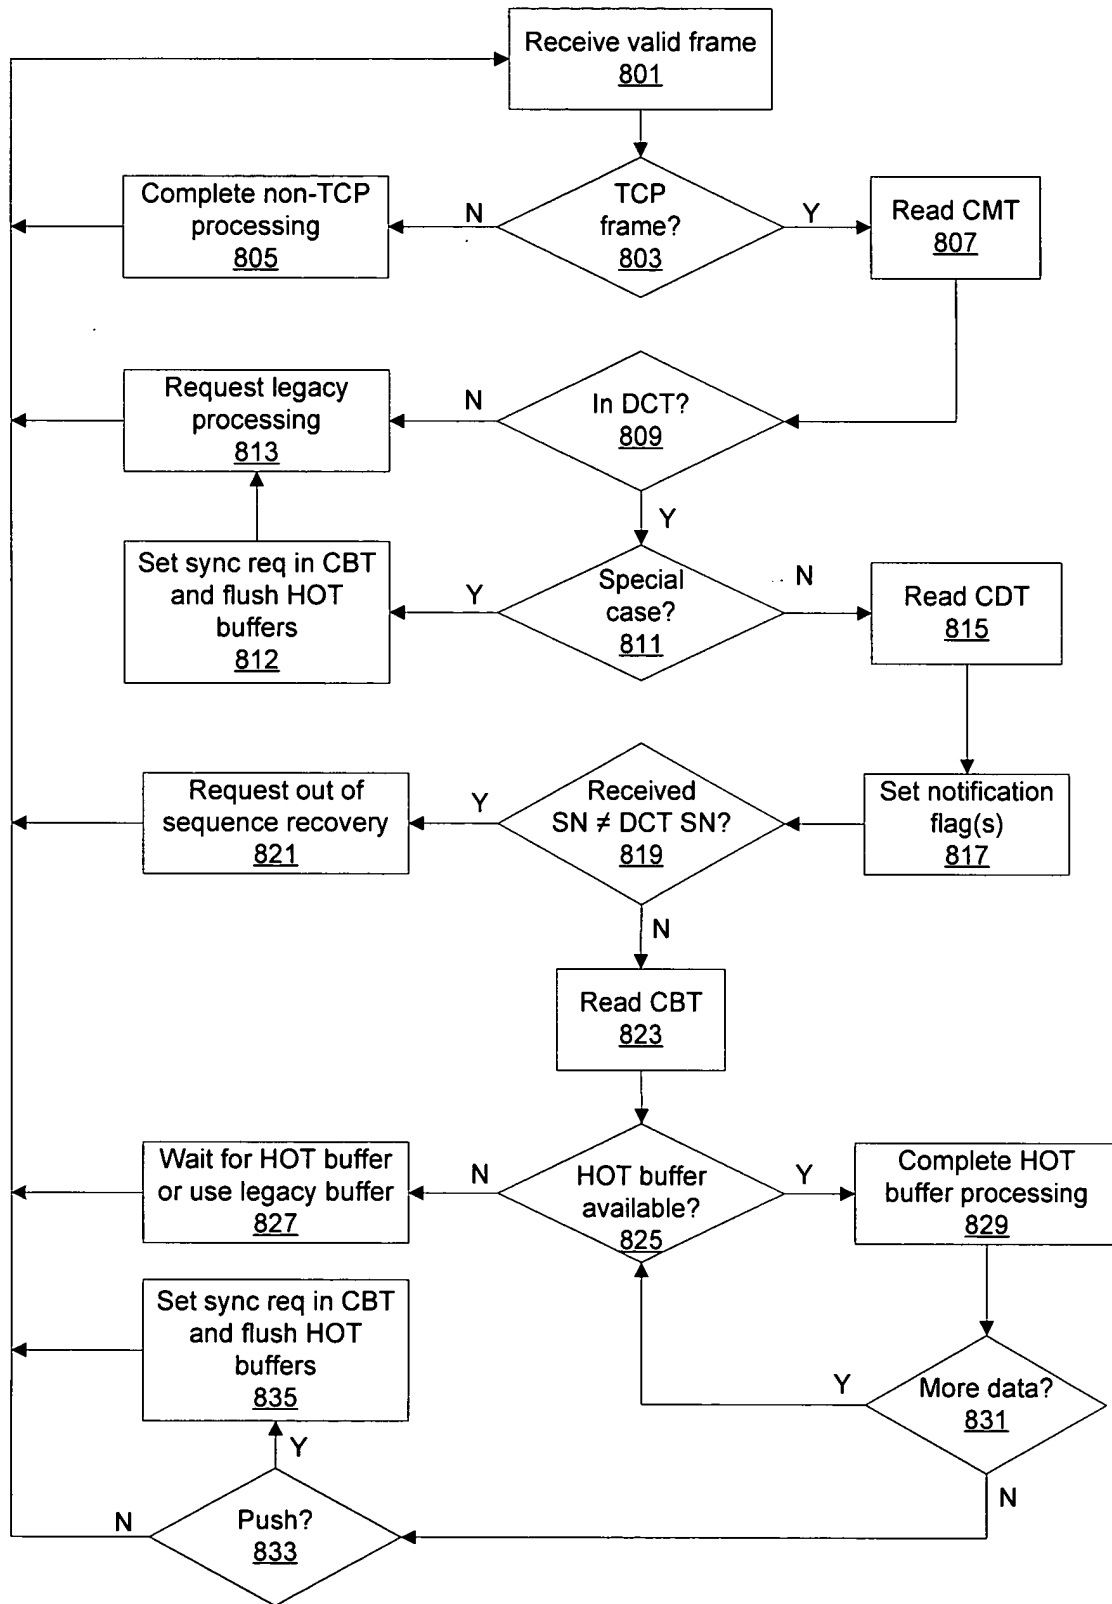 Receive valid frame
801
Complete non-TCP
processing
805
N
TCP
frame?
803
Y
Read CMT
807
Request legacy
processing
813
N
In DCT?
809
Y
Set sync req in CBT
and flush HOT
buffers
812
Y
Special
case?
811
N
Read CDT
815
Request out of
sequence recovery
821
Y
Received
SN ≠ DCT SN?
819
Set notification
flag(s)
817
N
Read CBT
823
Wait for HOT buffer
or use legacy buffer
827
N
HOT buffer
available?
825
Y
Complete HOT
buffer processing
829
Set sync req in CBT
and flush HOT
buffers
835
Y
More data?
831
Y
N
N
Push?
833